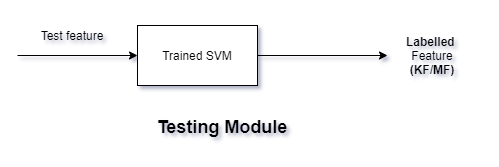 Test feature
Trained SVM
Labelled
Feature
(KF/MF)
Testing Module